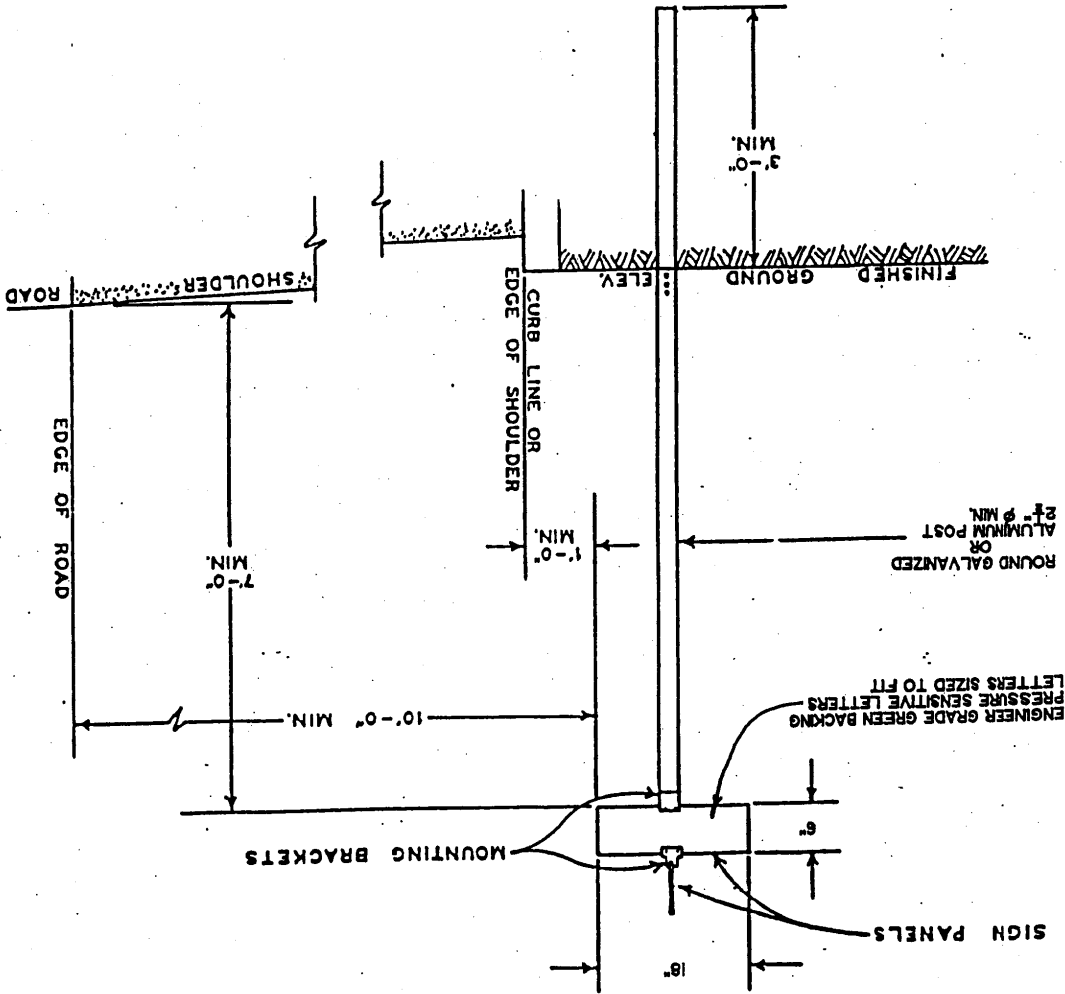 18"
SIGN PANELS
MOUNTING BRACKETS
6"
ENGINEER GRADE GREEN BACKING
PRESSURE SENSITIVE LETTERS
LETTERS SIZED TO FIT
10'-0" MIN.
ROUND GALVANIZED
OR
ALUMINUM POST
Ø MIN.
1'-0"
MIN.
7'-0"
MIN.
EDGE OF ROAD
CURB LINE OR
EDGE OF SHOULDER
ROAD
SHOULDER
FINISHED GROUND ELEV.
3'-0"
MIN.